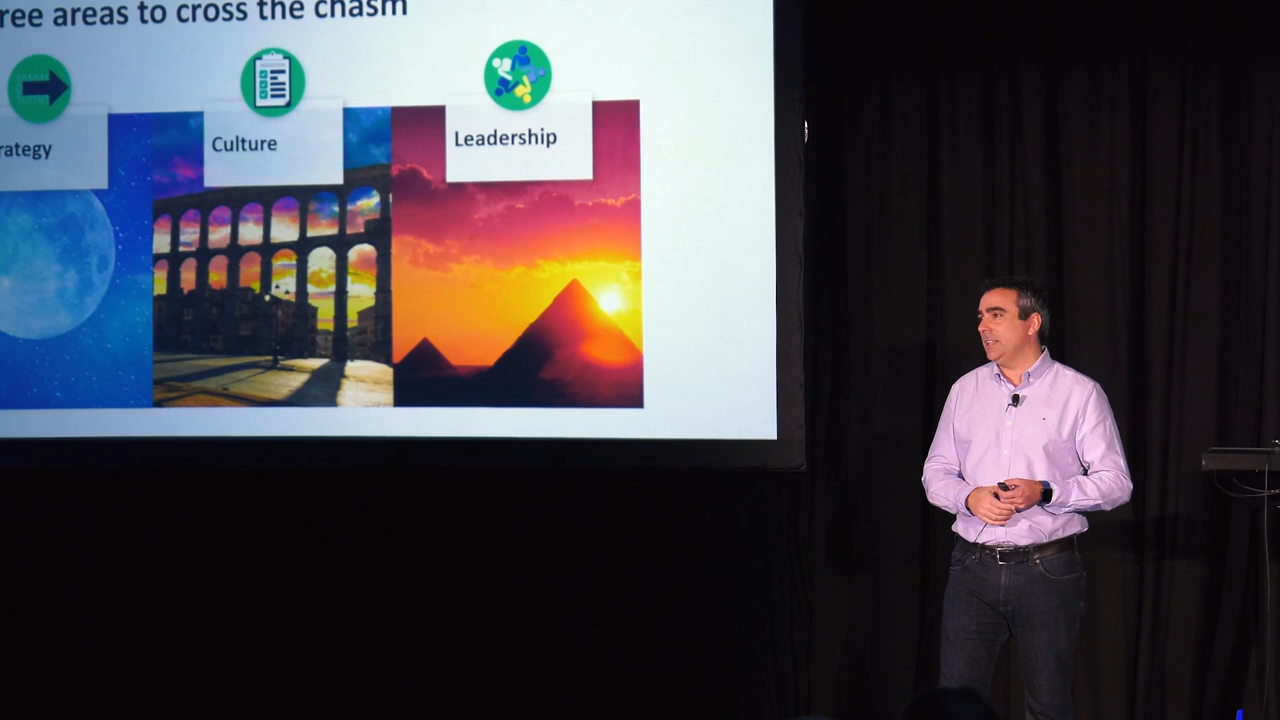 ree areas to cross the chasm
rategy
Culture
Leadership